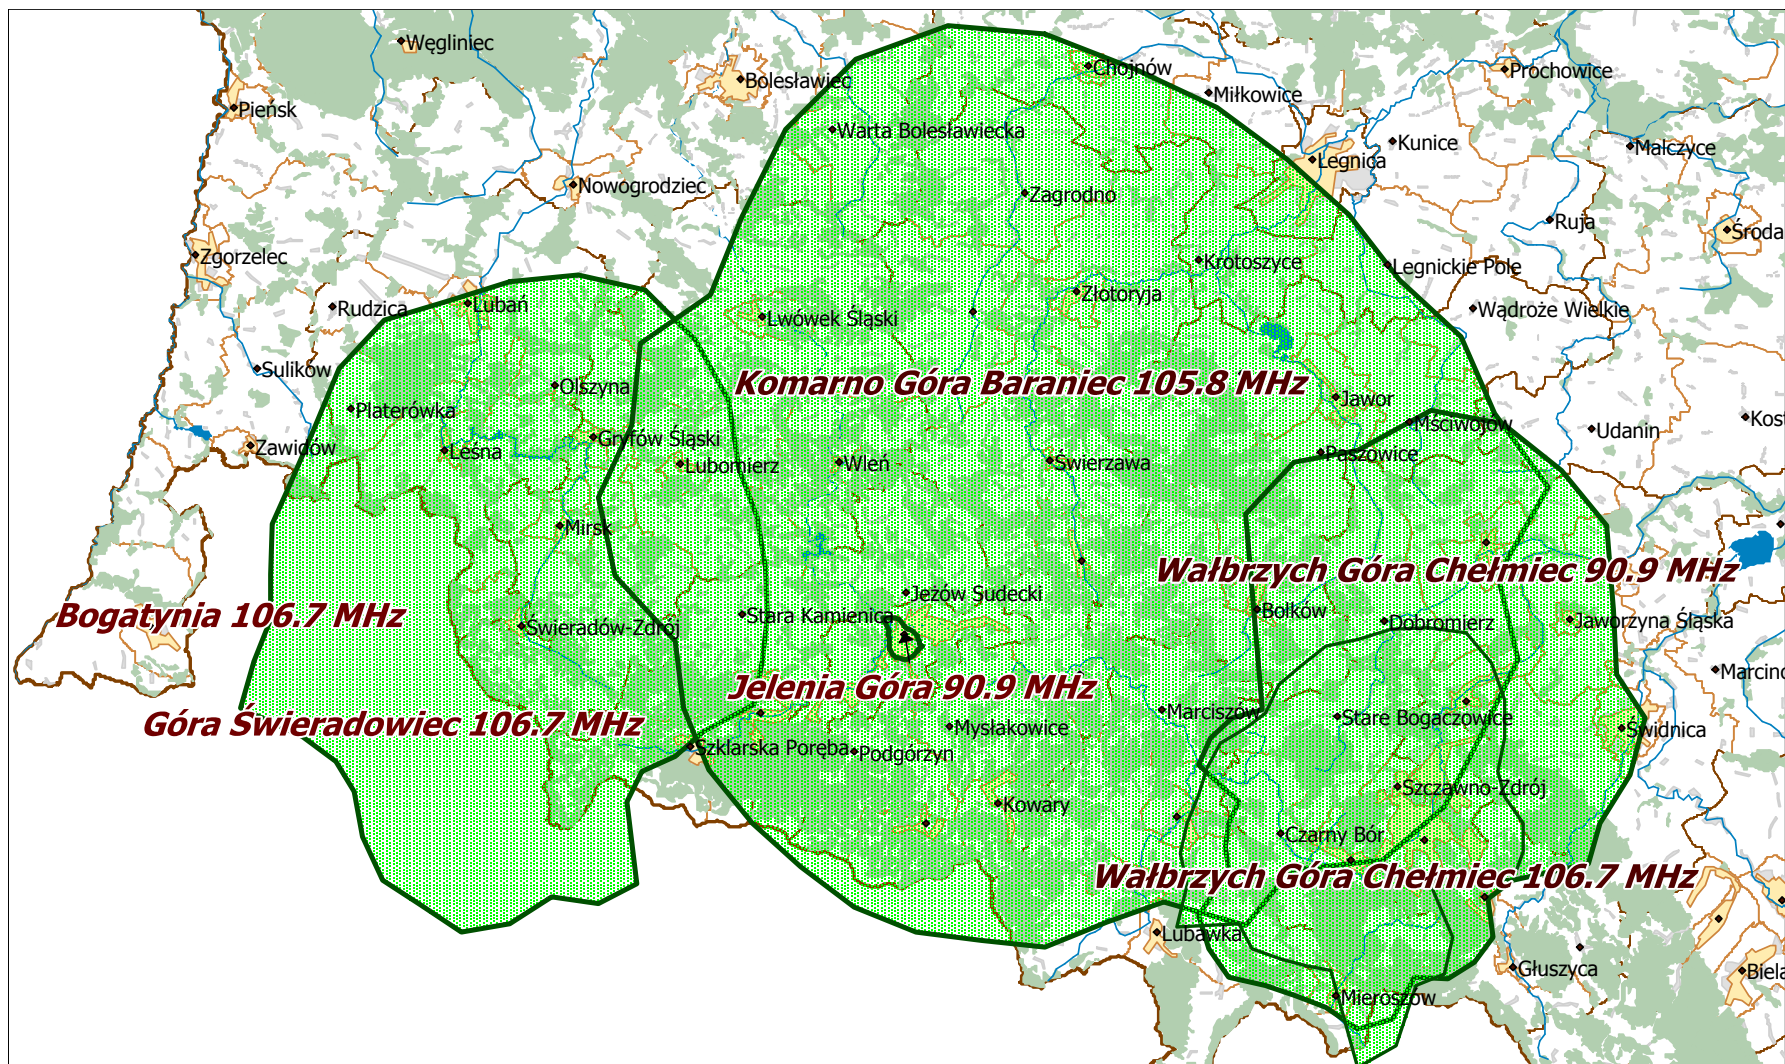 Węgliniec
Pieńsk
Bolesławiec
Chojnów
Miłkowice
Prochowice
Warta Bolesławiecka
Legnica
Kunice
Malczyce
Nowogrodziec
Zagrodno
Ruja
Środa
Zgorzelec
Krotoszyce
Legnickie Pole
Rudzica
Lubań
Złotoryja
Lwówek Śląski
Wądroże Wielkie
Sulików
Olszyna
Komarno Góra Baraniec 105.8 MHz
Platerówka
Jawor
Mściwojów
Kost
Udanin
Zawidów
Leśna
Gryfów Śląski
Lubomierz
Wleń
Świerzawa
Paszowice
Mirsk
Wałbrzych Góra Chełmiec 90.9 MHz
Jeżów Sudecki
Bogatynia 106.7 MHz
Świeradów-Zdrój
Stara Kamienica
Bolków
Dobromierz
Jaworzyna Śląska
Marcino
Jelenia Góra 90.9 MHz
Góra Świeradowiec 106.7 MHz
Marciszów
Stare Bogaczowice
Mysłakowice
Świdnica
Szklarska Poręba
Podgórzyn
Szczawno-Zdrój
Kowary
Czarny Bór
Wałbrzych Góra Chełmiec 106.7 MHz
Lubawka
Głuszyca
Biela
Mieroszów